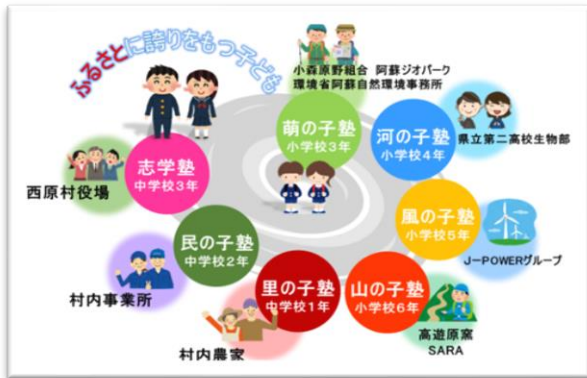 ふるさとに誇りをもつ子ども
小森原野組合 阿蘇ジオパーク
環境省阿蘇自然環境事務所
萌の子塾
小学校3年
河の子塾
小学校4年
県立第二高校生物部
風の子塾
小学校5年
J-POWERグループ
山の子塾
小学校6年
高遊原窯
SARA
里の子塾
中学校1年
村内農家
民の子塾
中学校2年
村内事業所
志学塾
中学校3年
西原村役場